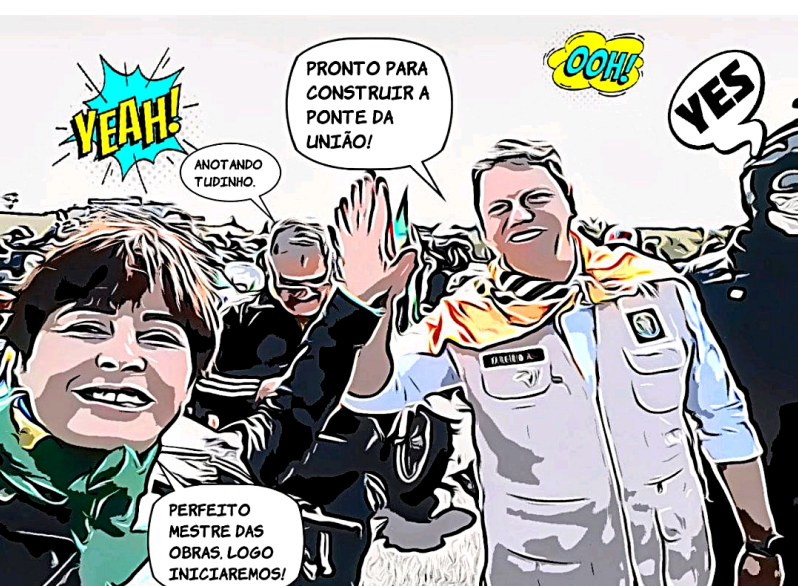 YEAH!
ANOTANDO
TUDINHO.
PRONTO PARA
CONSTRUIR A
PONTE DA
UNIÃO!
OOH!
YES
PERFEITO
MESTRE DAS
OBRAS. LOGO
INICIAREMOS!